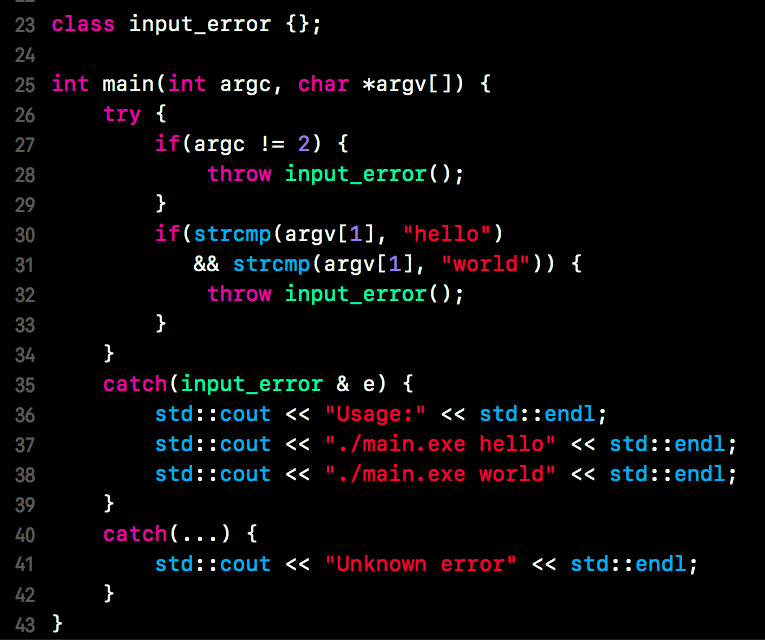 23 class input_error {};
24
25 int main(int argc, char *argv[]) {
26     try {
27         if(argc != 2) {
28             throw input_error();
29         }
30         if(strcmp(argv[1], "hello")
31            && strcmp(argv[1], "world")) {
32             throw input_error();
33         }
34     }
35     catch(input_error & e) {
36         std::cout << "Usage:" << std::endl;
37         std::cout << "./main.exe hello" << std::endl;
38         std::cout << "./main.exe world" << std::endl;
39     }
40     catch(...) {
41         std::cout << "Unknown error" << std::endl;
42     }
43 }